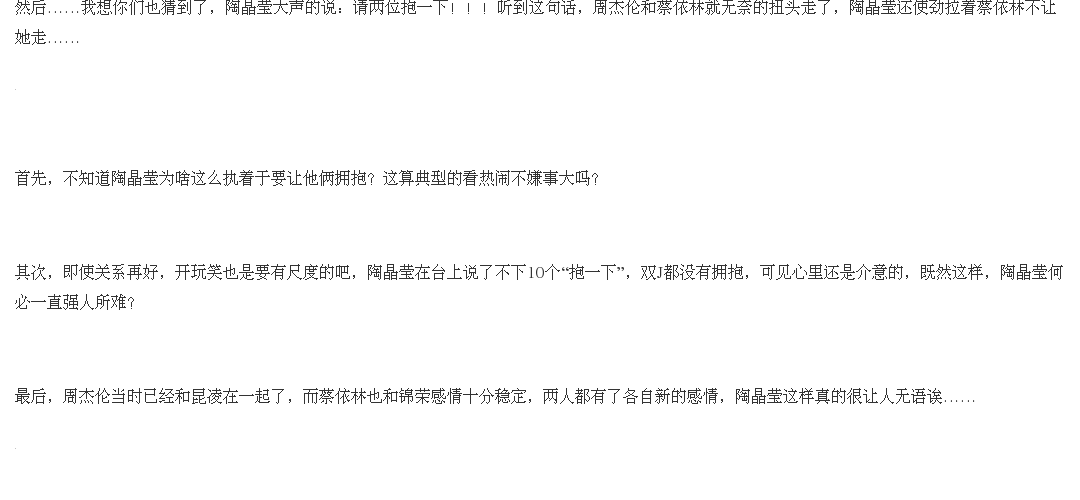 然后……我想你们也猜到了，陶晶莹大声的说：请两位抱一下！！！听到这句话，周杰伦和蔡依林就无奈的扭头走了，陶晶莹还使劲拉着蔡依林不让
她走……
首先，不知道陶晶莹为啥这么执着于要让他俩拥抱？这算典型的看热闹不嫌事大吗？
其次，即使关系再好，开玩笑也是要有尺度的吧，陶晶莹在台上说了不下10个“抱一下”，双J都没有拥抱，可见心里还是介意的，既然这样，陶晶莹何
必一直强人所难？
最后，周杰伦当时已经和昆凌在一起了，而蔡依林也和锦荣感情十分稳定，两人都有了各自新的感情，陶晶莹这样真的很让人无语诶……